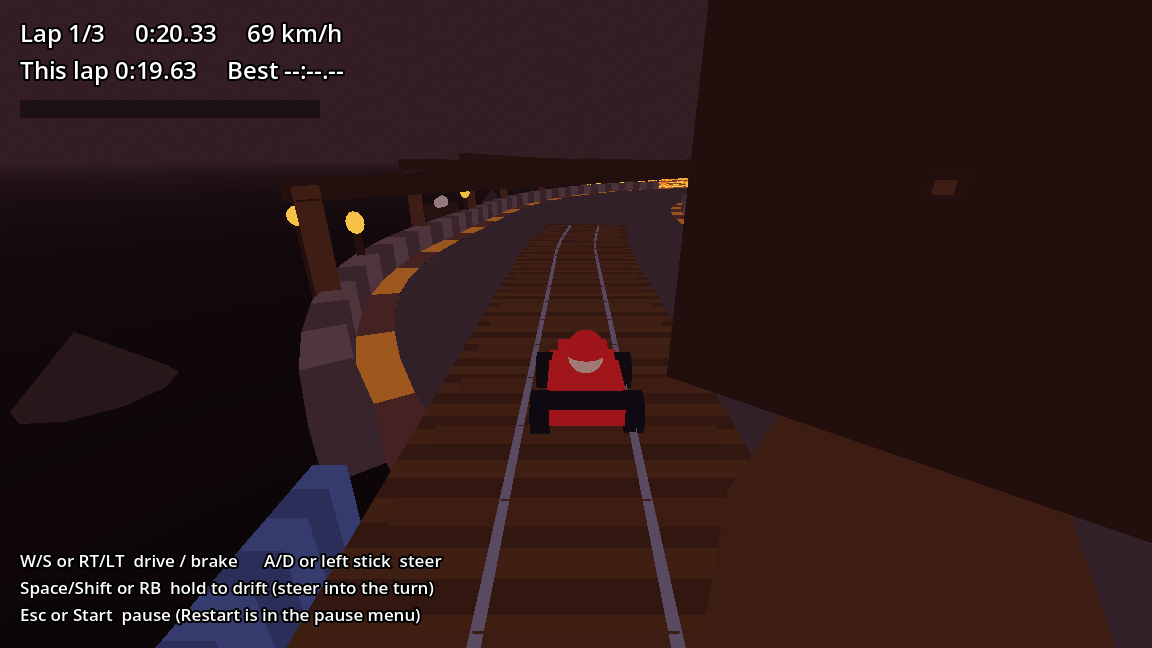 Lap 1/3 0:20.33 69 km/h
This lap 0:19.63 Best --:--.--
W/S or RT/LT drive / brake A/D or left stick steer
Space/Shift or RB hold to drift (steer into the turn)
Esc or Start pause (Restart is in the pause menu)